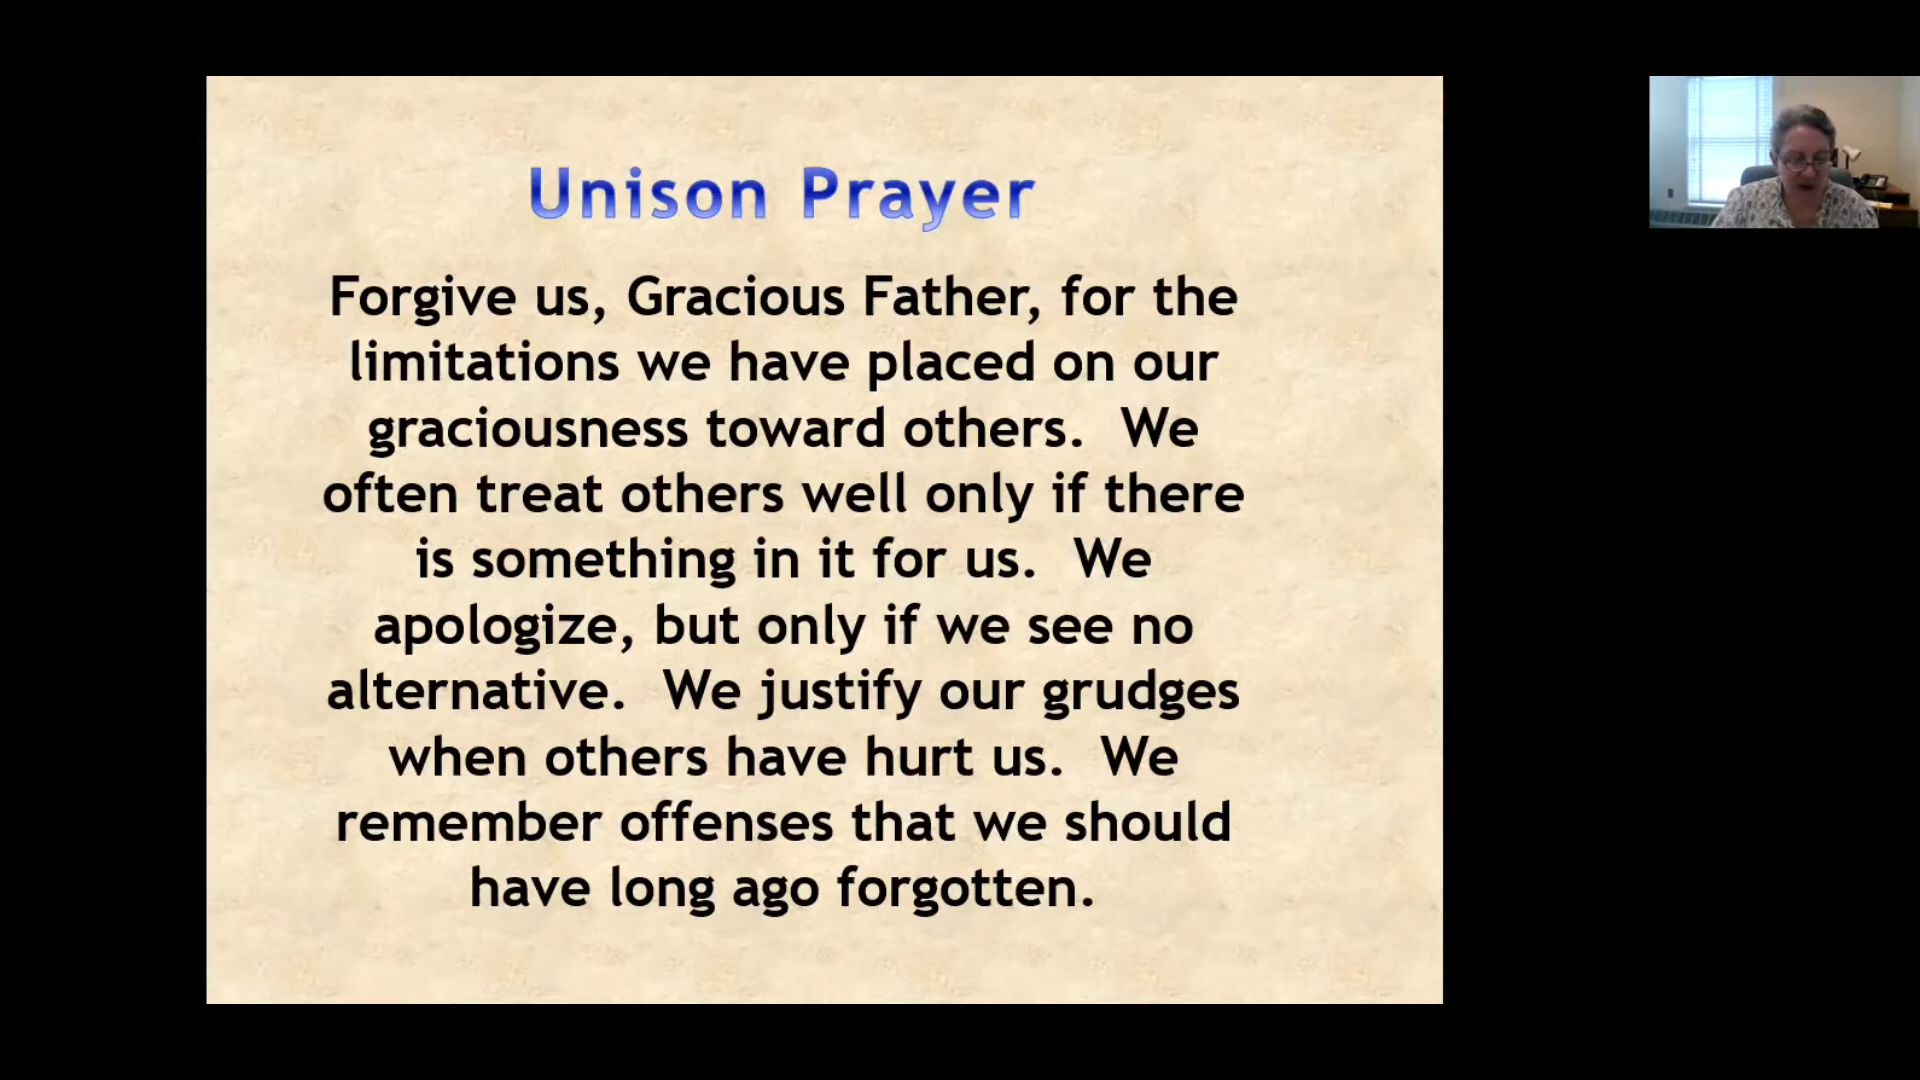 Unison Prayer
Forgive us, Gracious Father, for the
limitations we have placed on our
graciousness toward others.  We
often treat others well only if there
is something in it for us.  We
apologize, but only if we see no
alternative.  We justify our grudges
when others have hurt us.  We
remember offenses that we should
have long ago forgotten.